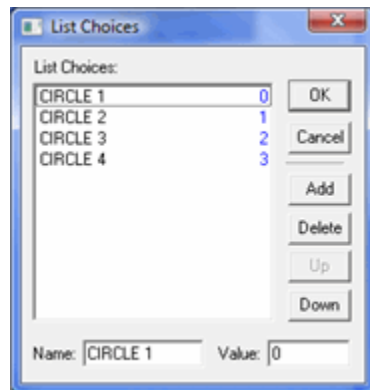 List Choices
List Choices:
CIRCLE 1 0
CIRCLE 2 1
CIRCLE 3 2
CIRCLE 4 3
OK
Cancel
Add
Delete
Up
Down
Name: CIRCLE 1 Value: 0